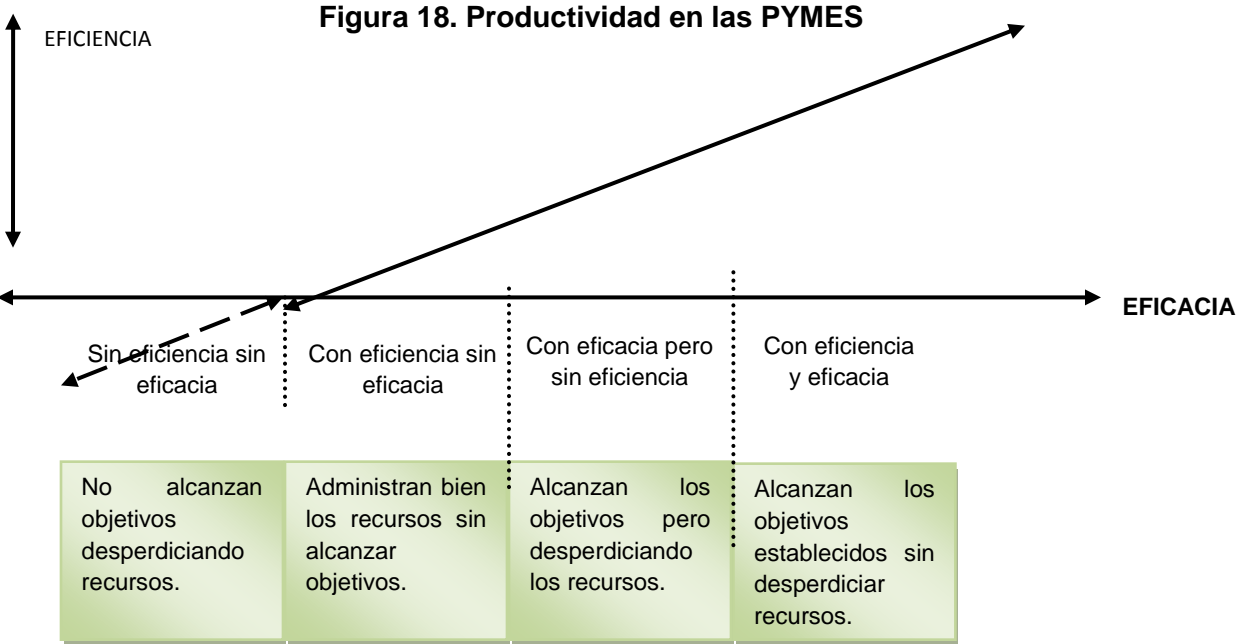 Figura 18. Productividad en las PYMES
EFICIENCIA
EFICACIA
Sin eficiencia sin
eficacia
Con eficiencia sin
eficacia
Con eficacia pero
sin eficiencia
Con eficiencia
y eficacia
No alcanzan
objetivos
desperdiciando
recursos.
Administran bien
los recursos sin
alcanzar
objetivos.
Alcanzan los
objetivos pero
desperdiciando
los recursos.
Alcanzan los
objetivos
establecidos sin
desperdiciar
recursos.